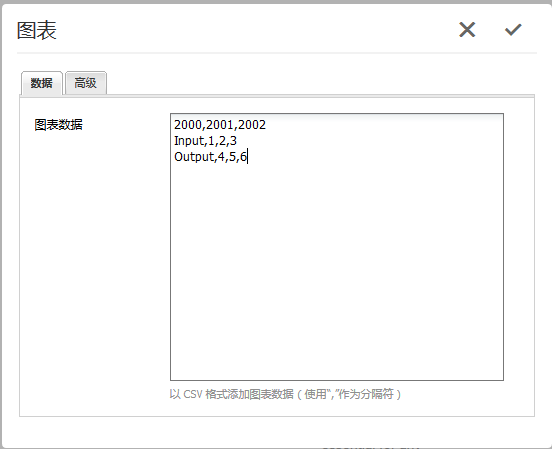 图表
数据 高级
图表数据
2000,2001,2002
Input,1,2,3
Output,4,5,6
以 CSV 格式添加图表数据（使用“,”作为分隔符）